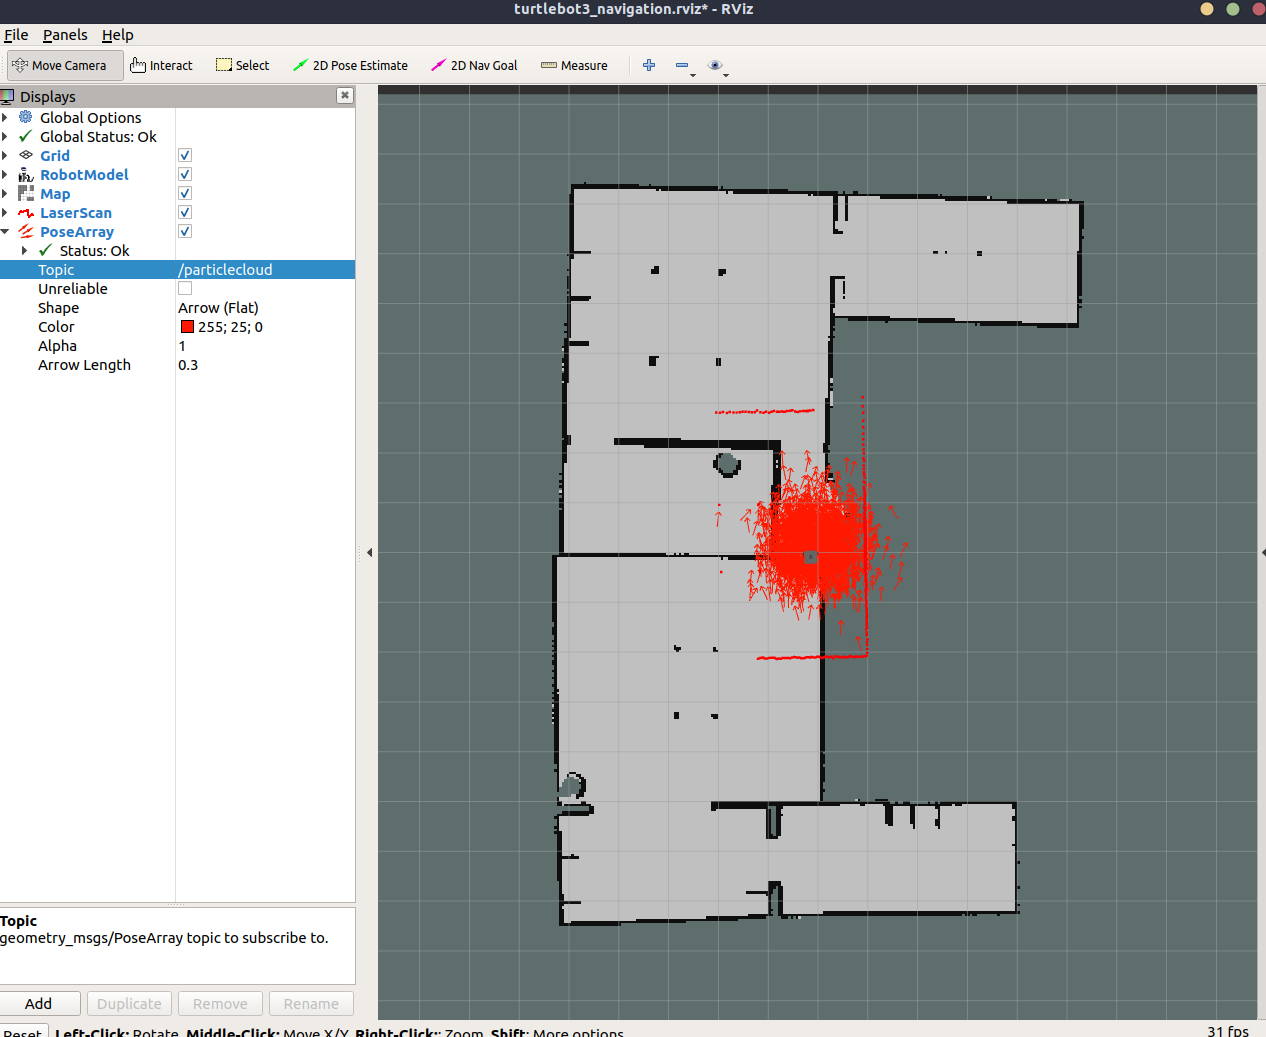 turtlebot3_navigation.rviz* - RViz
File Panels Help
Move Camera Interact Select 2D Pose Estimate 2D Nav Goal Measure
Displays
Global Options
Global Status: Ok
Grid
RobotModel
Map
LaserScan
PoseArray
Status: Ok
Topic /particlecloud
Unreliable
Shape Arrow (Flat)
Color 255; 25; 0
Alpha 1
Arrow Length 0.3
Topic
geometry_msgs/PoseArray topic to subscribe to.
Add Duplicate Remove Rename
Reset Left-Click: Rotate. Middle-Click: Move X/Y. Right-Click:: Zoom. Shift: More options. 31 fps